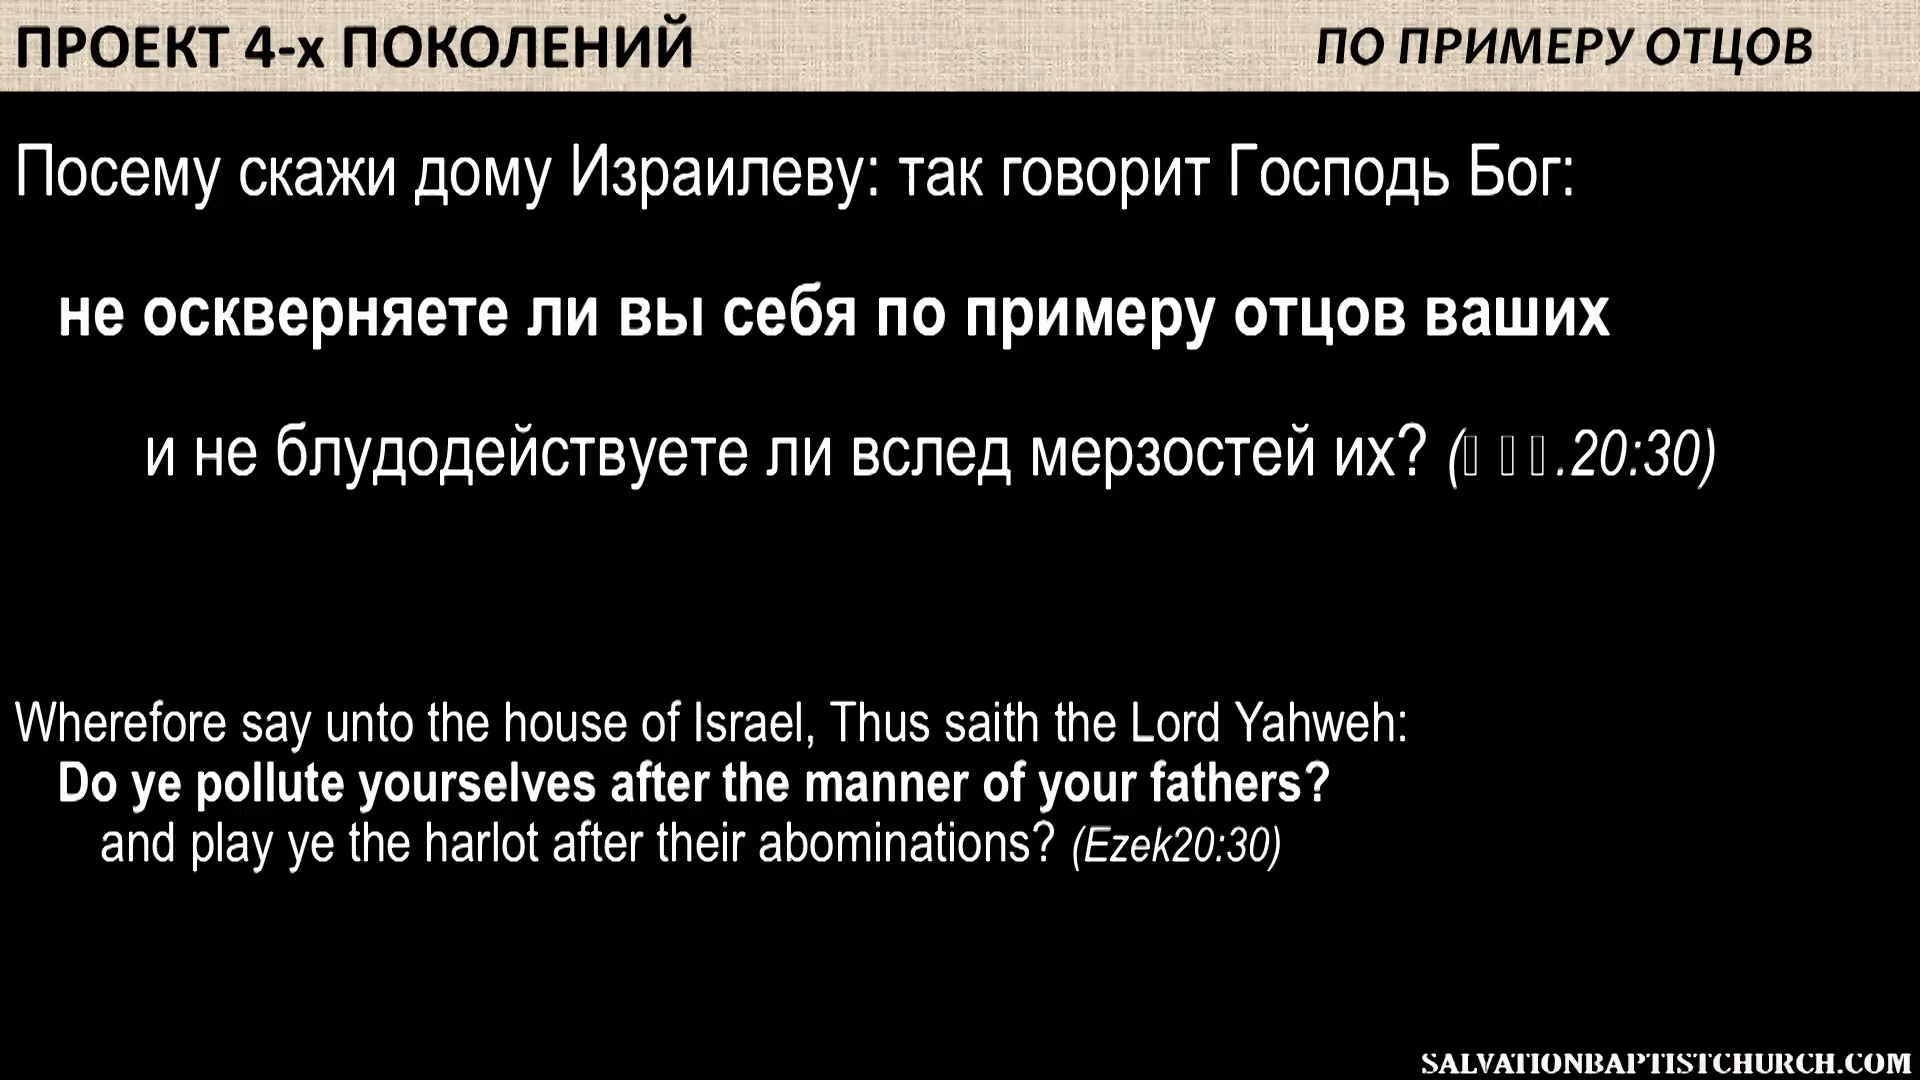 ПРОЕКТ 4-х ПОКОЛЕНИЙ
ПО ПРИМЕРУ ОТЦОВ
Посему скажи дому Израилеву: так говорит Господь Бог:
не оскверняете ли вы себя по примеру отцов ваших
и не блудодействуете ли вслед мерзостей их? (.20:30)
Wherefore say unto the house of Israel, Thus saith the Lord Yahweh:
Do ye pollute yourselves after the manner of your fathers?
and play ye the harlot after their abominations? (Ezek20:30)
SALVATIONBAPTISTCHURCH.COM